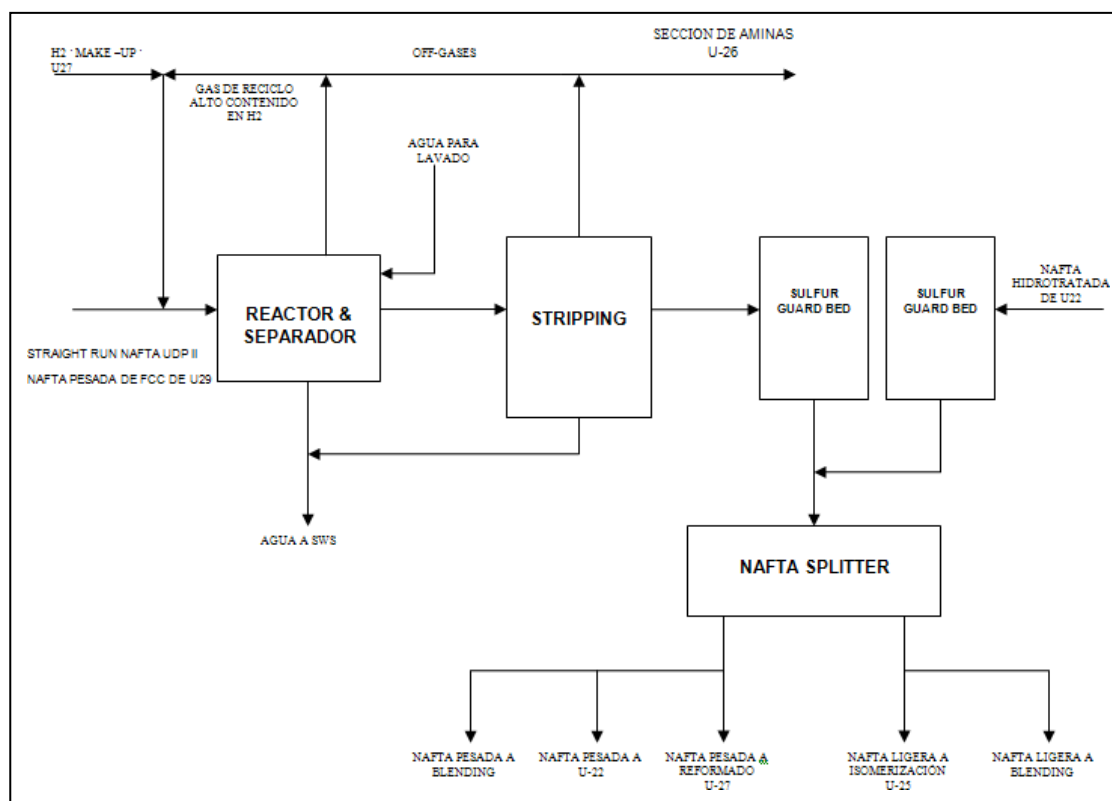 H2 ‘MAKE –UP ‘
U27
OFF-GASES
SECCION DE AMINAS
U-26
GAS DE RECICLO
ALTO CONTENIDO
EN H2
AGUA PARA
LAVADO
REACTOR &
SEPARADOR
STRIPPING
SULFUR
GUARD BED
SULFUR
GUARD BED
NAFTA
HIDROTRATADA
DE U22
STRAIGHT RUN NAFTA UDP II
NAFTA PESADA DE FCC DE U29
AGUA A SWS
NAFTA SPLITTER
NAFTA PESADA A
BLENDING
NAFTA PESADA A
U-22
NAFTA PESADA A
REFORMADO
U-27
NAFTA LIGERA A
ISOMERIZACIÓN
U-25
NAFTA LIGERA A
BLENDING